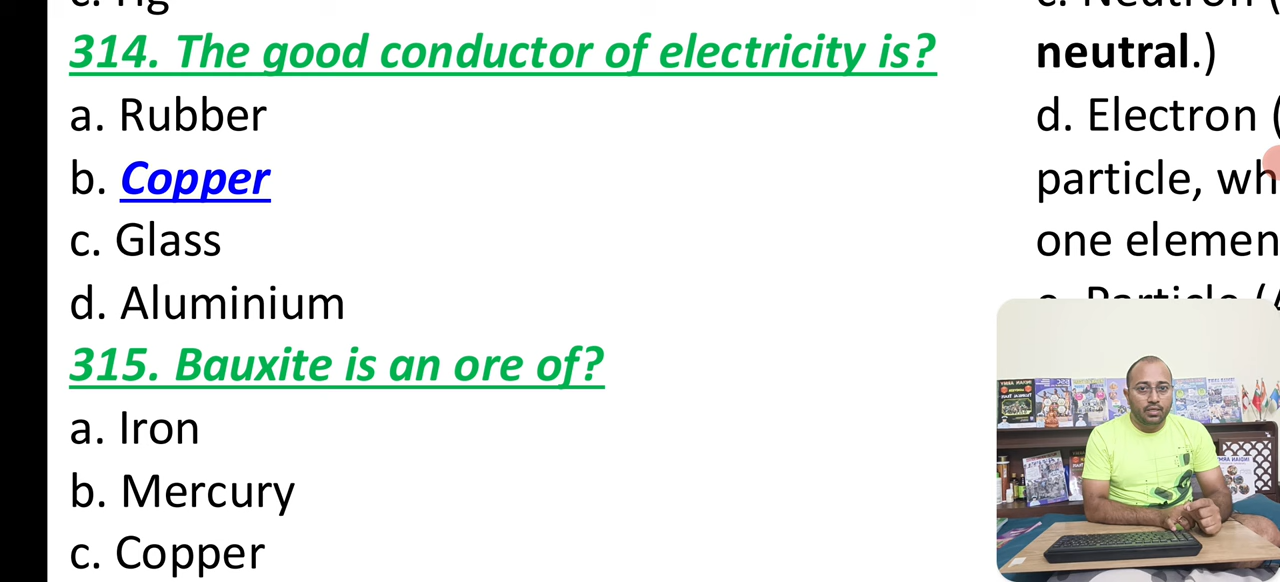 314. The good conductor of electricity is?
a. Rubber
b. Copper
c. Glass
d. Aluminium
315. Bauxite is an ore of?
a. Iron
b. Mercury
c. Copper
neutral.)
d. Electron (
particle, wh
one elemen